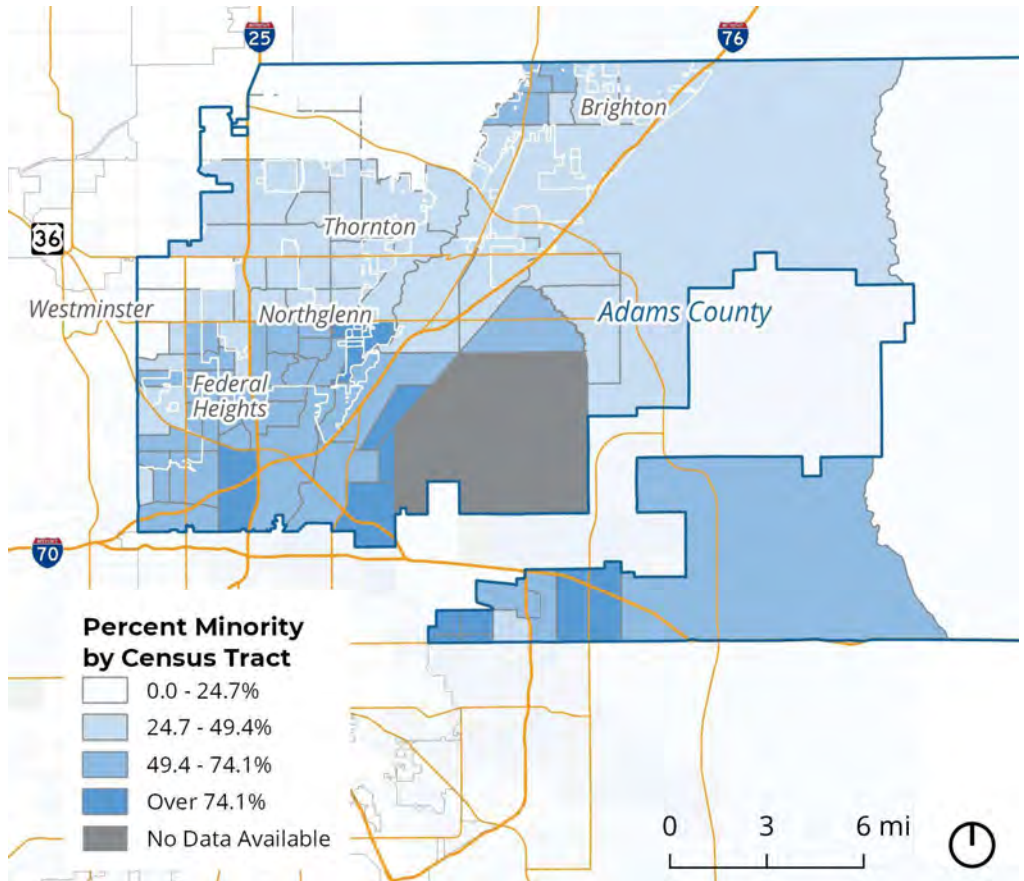 25
76
Brighton
Thornton
36
Westminster
Northglenn
Adams County
Federal
Heights
70
Percent Minority
by Census Tract
0.0 - 24.7%
24.7 - 49.4%
49.4 - 74.1%
Over 74.1%
No Data Available
0 3 6 mi